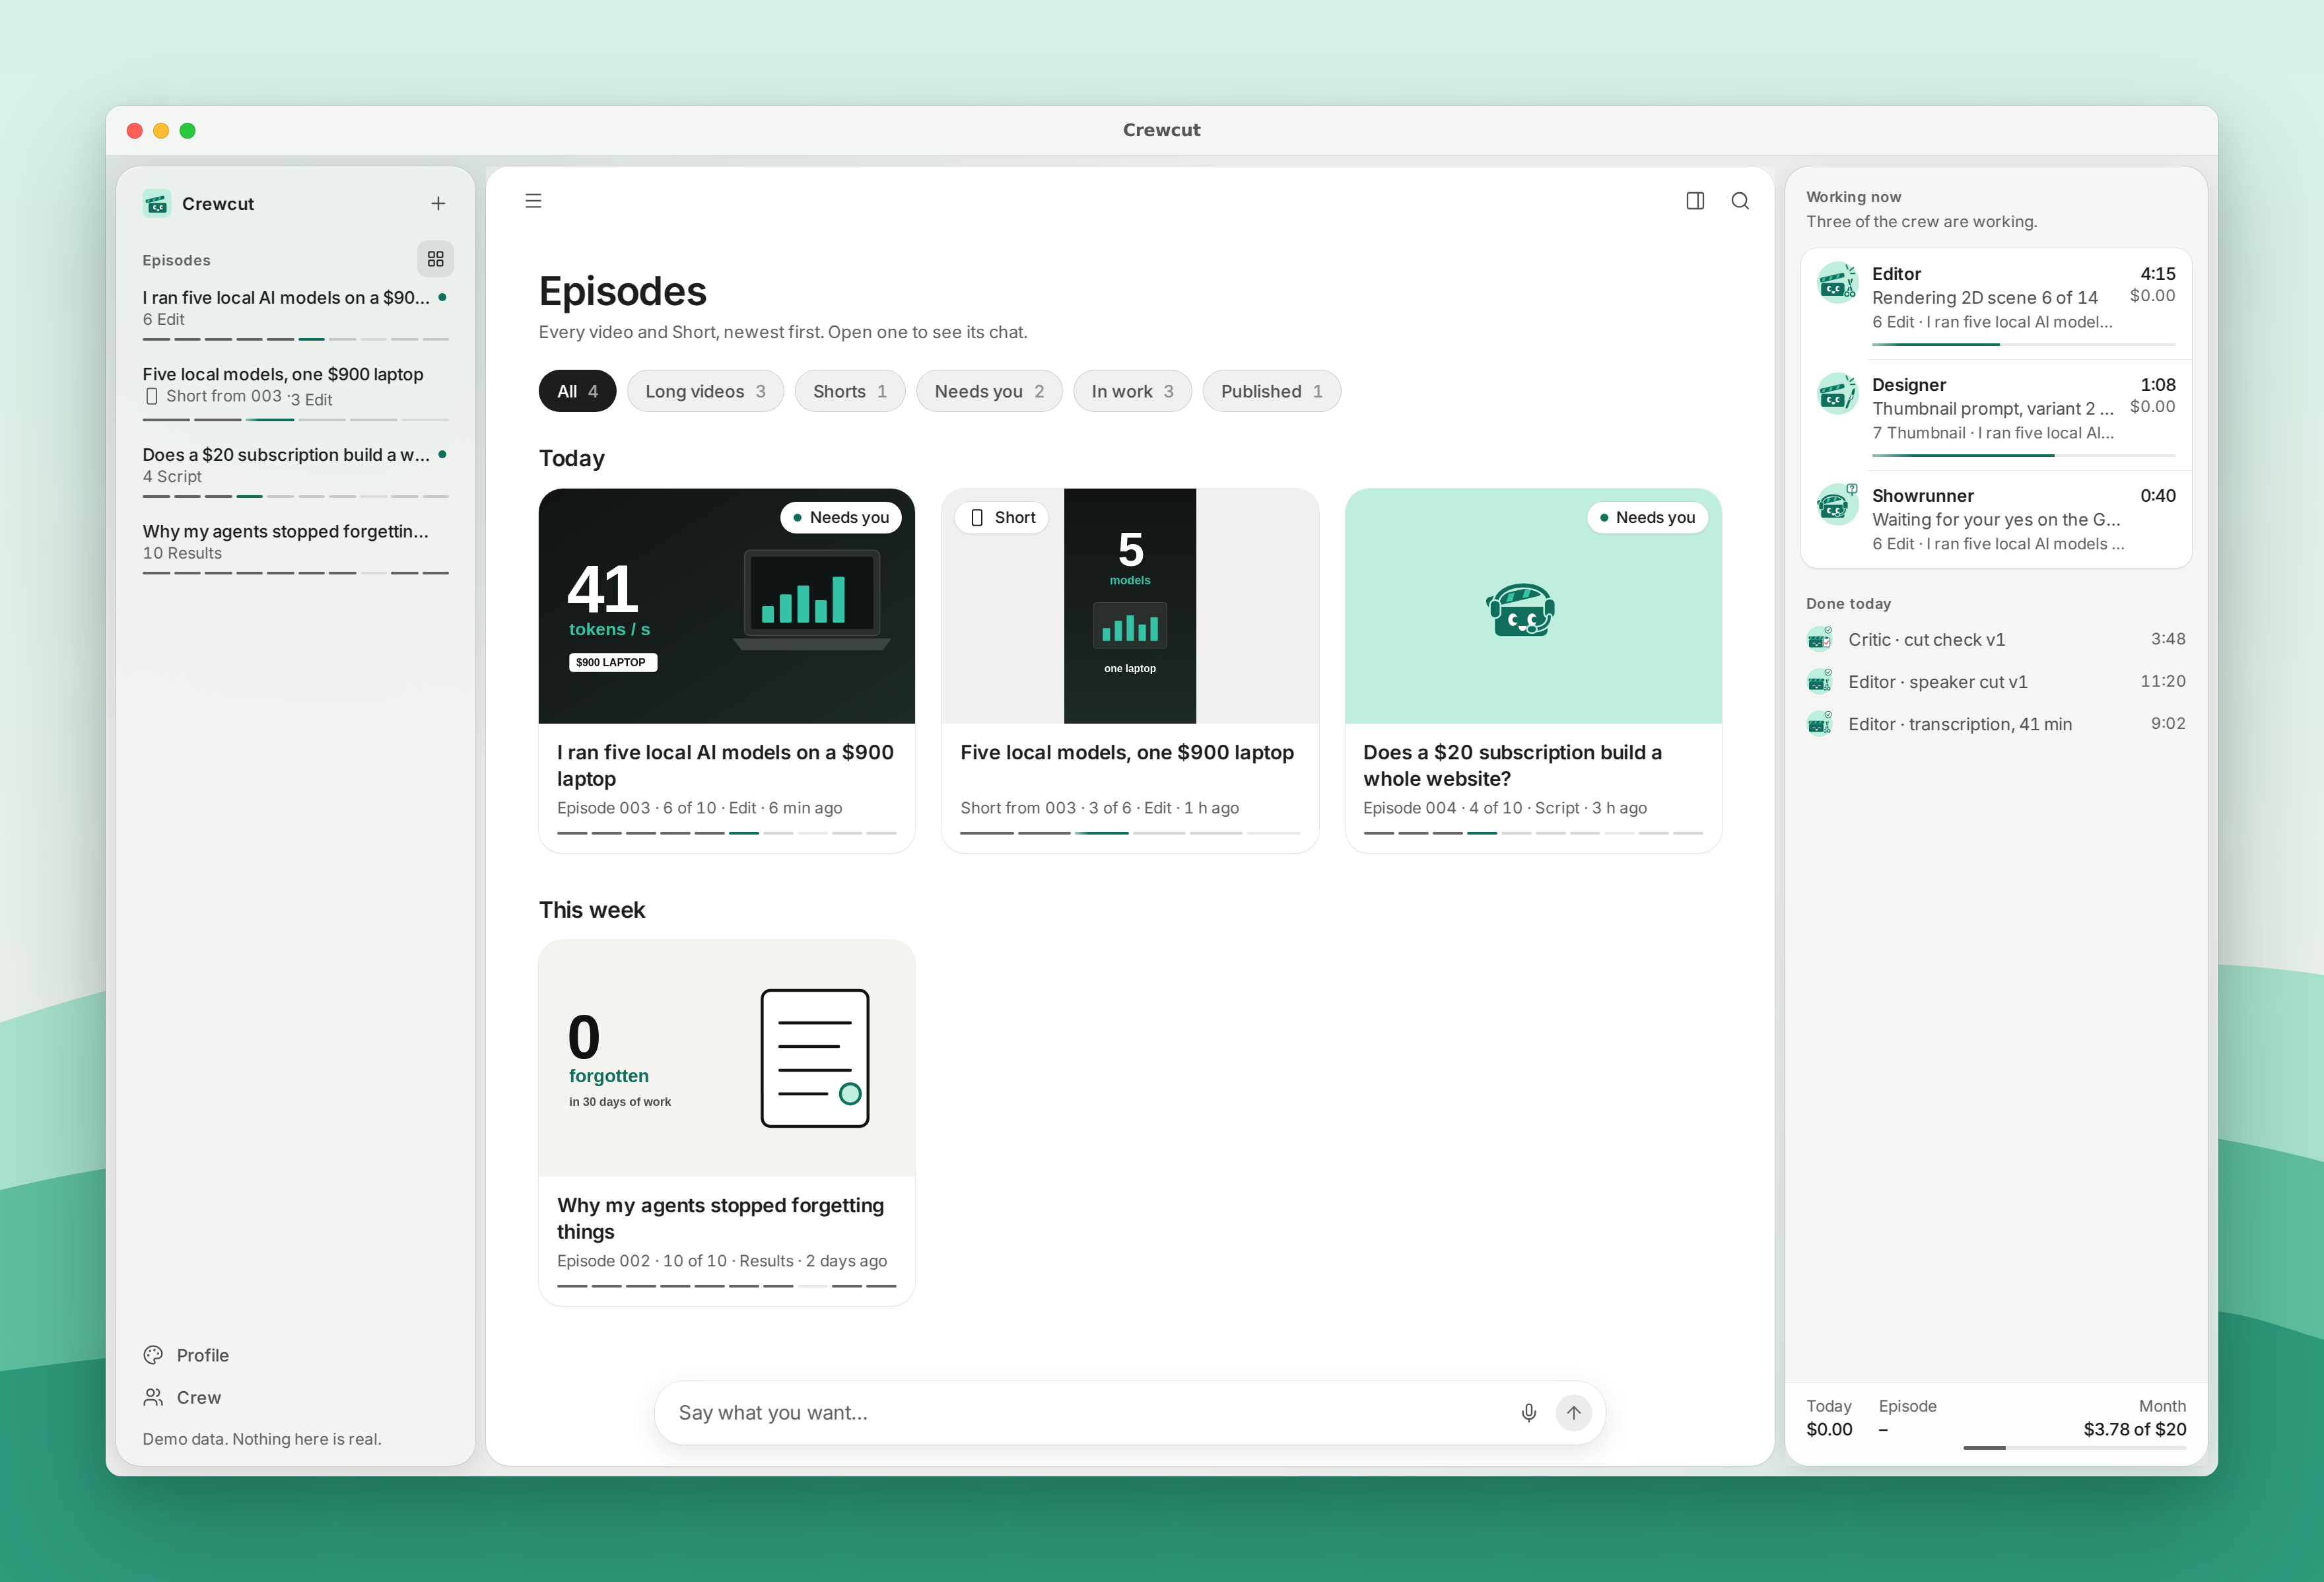 Crewcut
Crewcut
Episodes
I ran five local AI models on a $90...
6 Edit
Five local models, one $900 laptop
Short from 003 · 3 Edit
Does a $20 subscription build a w...
4 Script
Why my agents stopped forgettin...
10 Results
Profile
Crew
Demo data. Nothing here is real.
Episodes
Every video and Short, newest first. Open one to see its chat.
All 4
Long videos 3
Shorts 1
Needs you 2
In work 3
Published 1
Today
Needs you
41
tokens / s
$900 LAPTOP
I ran five local AI models on a $900
laptop
Episode 003 · 6 of 10 · Edit · 6 min ago
Short
5
models
one laptop
Five local models, one $900 laptop
Short from 003 · 3 of 6 · Edit · 1 h ago
Needs you
Does a $20 subscription build a
whole website?
Episode 004 · 4 of 10 · Script · 3 h ago
This week
0
forgotten
in 30 days of work
Why my agents stopped forgetting
things
Episode 002 · 10 of 10 · Results · 2 days ago
Say what you want...
Working now
Three of the crew are working.
Editor 4:15
Rendering 2D scene 6 of 14 $0.00
6 Edit · I ran five local AI model...
Designer 1:08
Thumbnail prompt, variant 2 ... $0.00
7 Thumbnail · I ran five local AI...
Showrunner 0:40
Waiting for your yes on the G...
6 Edit · I ran five local AI models ...
Done today
Critic · cut check v1 3:48
Editor · speaker cut v1 11:20
Editor · transcription, 41 min 9:02
Today Episode Month
$0.00 – $3.78 of $20